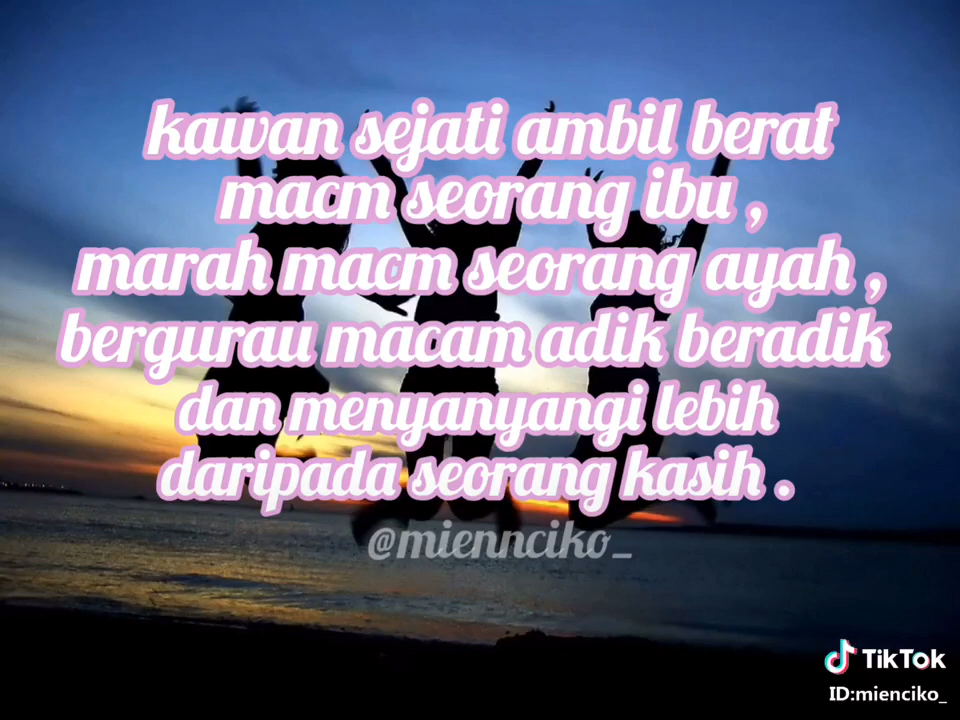 kawan sejati ambil berat
macm seorang ibu ,
marah macm seorang ayah ,
bergurau macam adik beradik
dan menyanyangi lebih
daripada seorang kasih .
@miennciko_
TikTok
ID:mienciko_